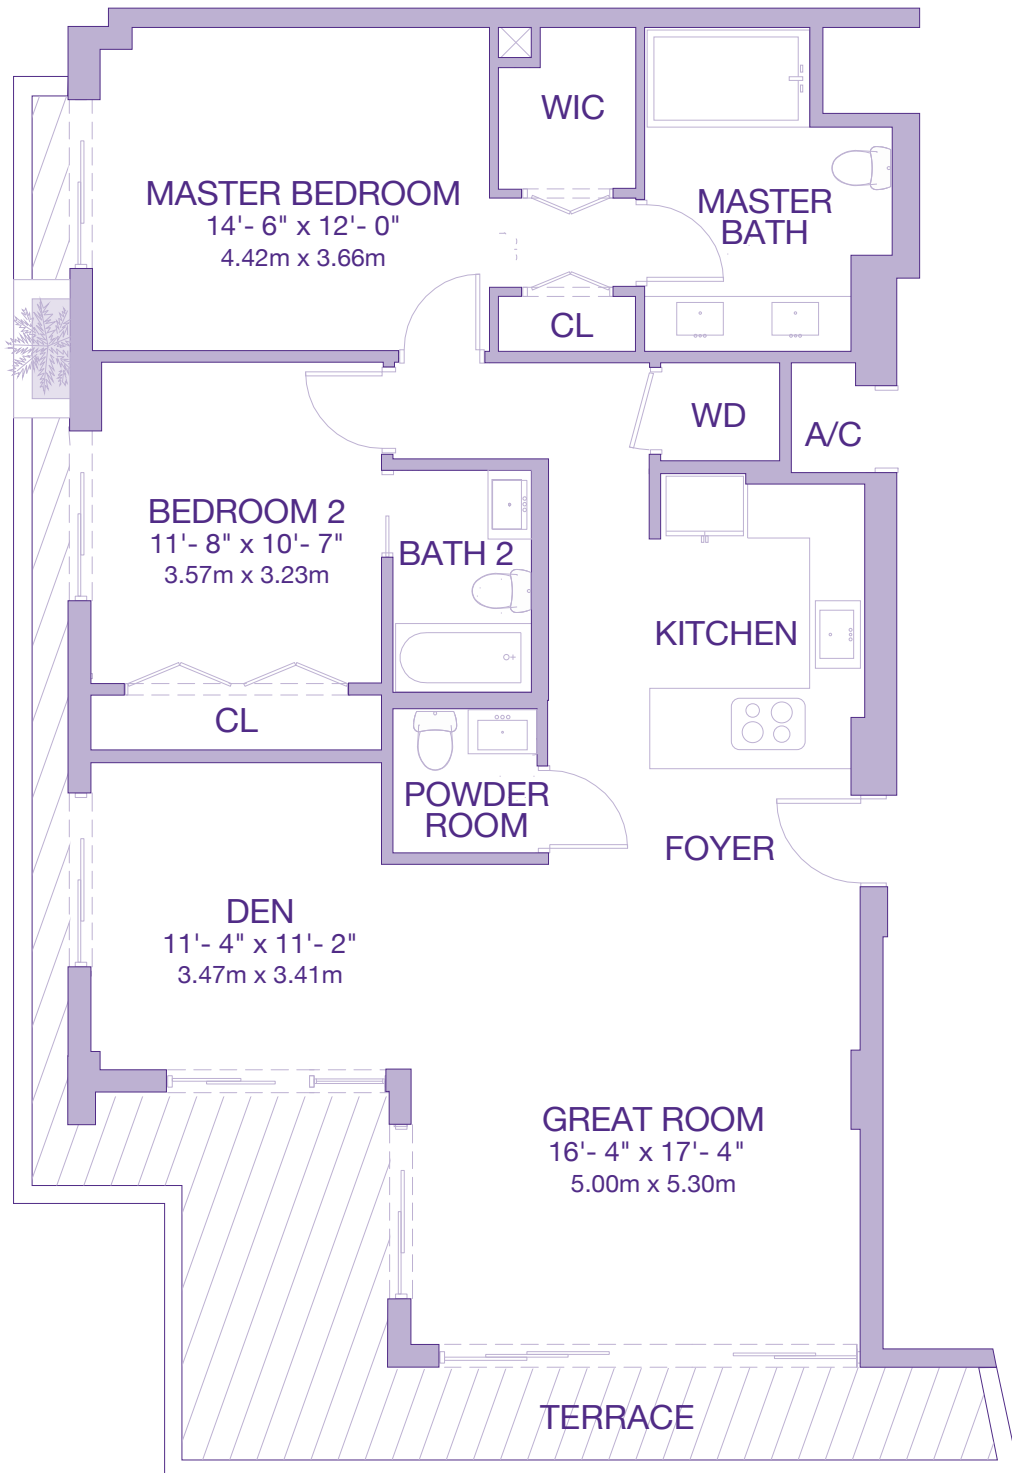 WIC
MASTER BEDROOM
14'- 6" x 12'- 0"
4.42m x 3.66m
MASTER
BATH
CL
WD
A/C
BEDROOM 2
11'- 8" x 10'- 7"
3.57m x 3.23m
BATH 2
KITCHEN
CL
POWDER
ROOM
FOYER
DEN
11'- 4" x 11'- 2"
3.47m x 3.41m
GREAT ROOM
16'- 4" x 17'- 4"
5.00m x 5.30m
TERRACE